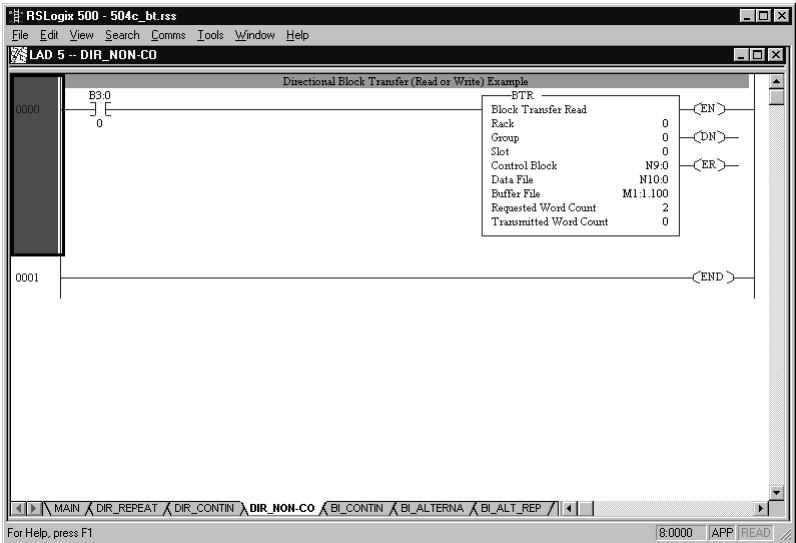 RSLogix 500 - 504c_bt.rss
File Edit View Search Comms Tools Window Help
LAD 5 -- DIR_NON-CO
Directional Block Transfer (Read or Write) Example
0000
B3:0
0
BTR
Block Transfer Read
Rack 0
Group 0
Slot 0
Control Block N9:0
Data File N10:0
Buffer File M1:1.100
Requested Word Count 2
Transmitted Word Count 0
EN
DN
ER
0001
END
MAIN DIR_REPEAT DIR_CONTIN DIR_NON-CO BI_CONTIN BI_ALTERNA BI_ALT_REP
For Help, press F1 8:0000 APP READ